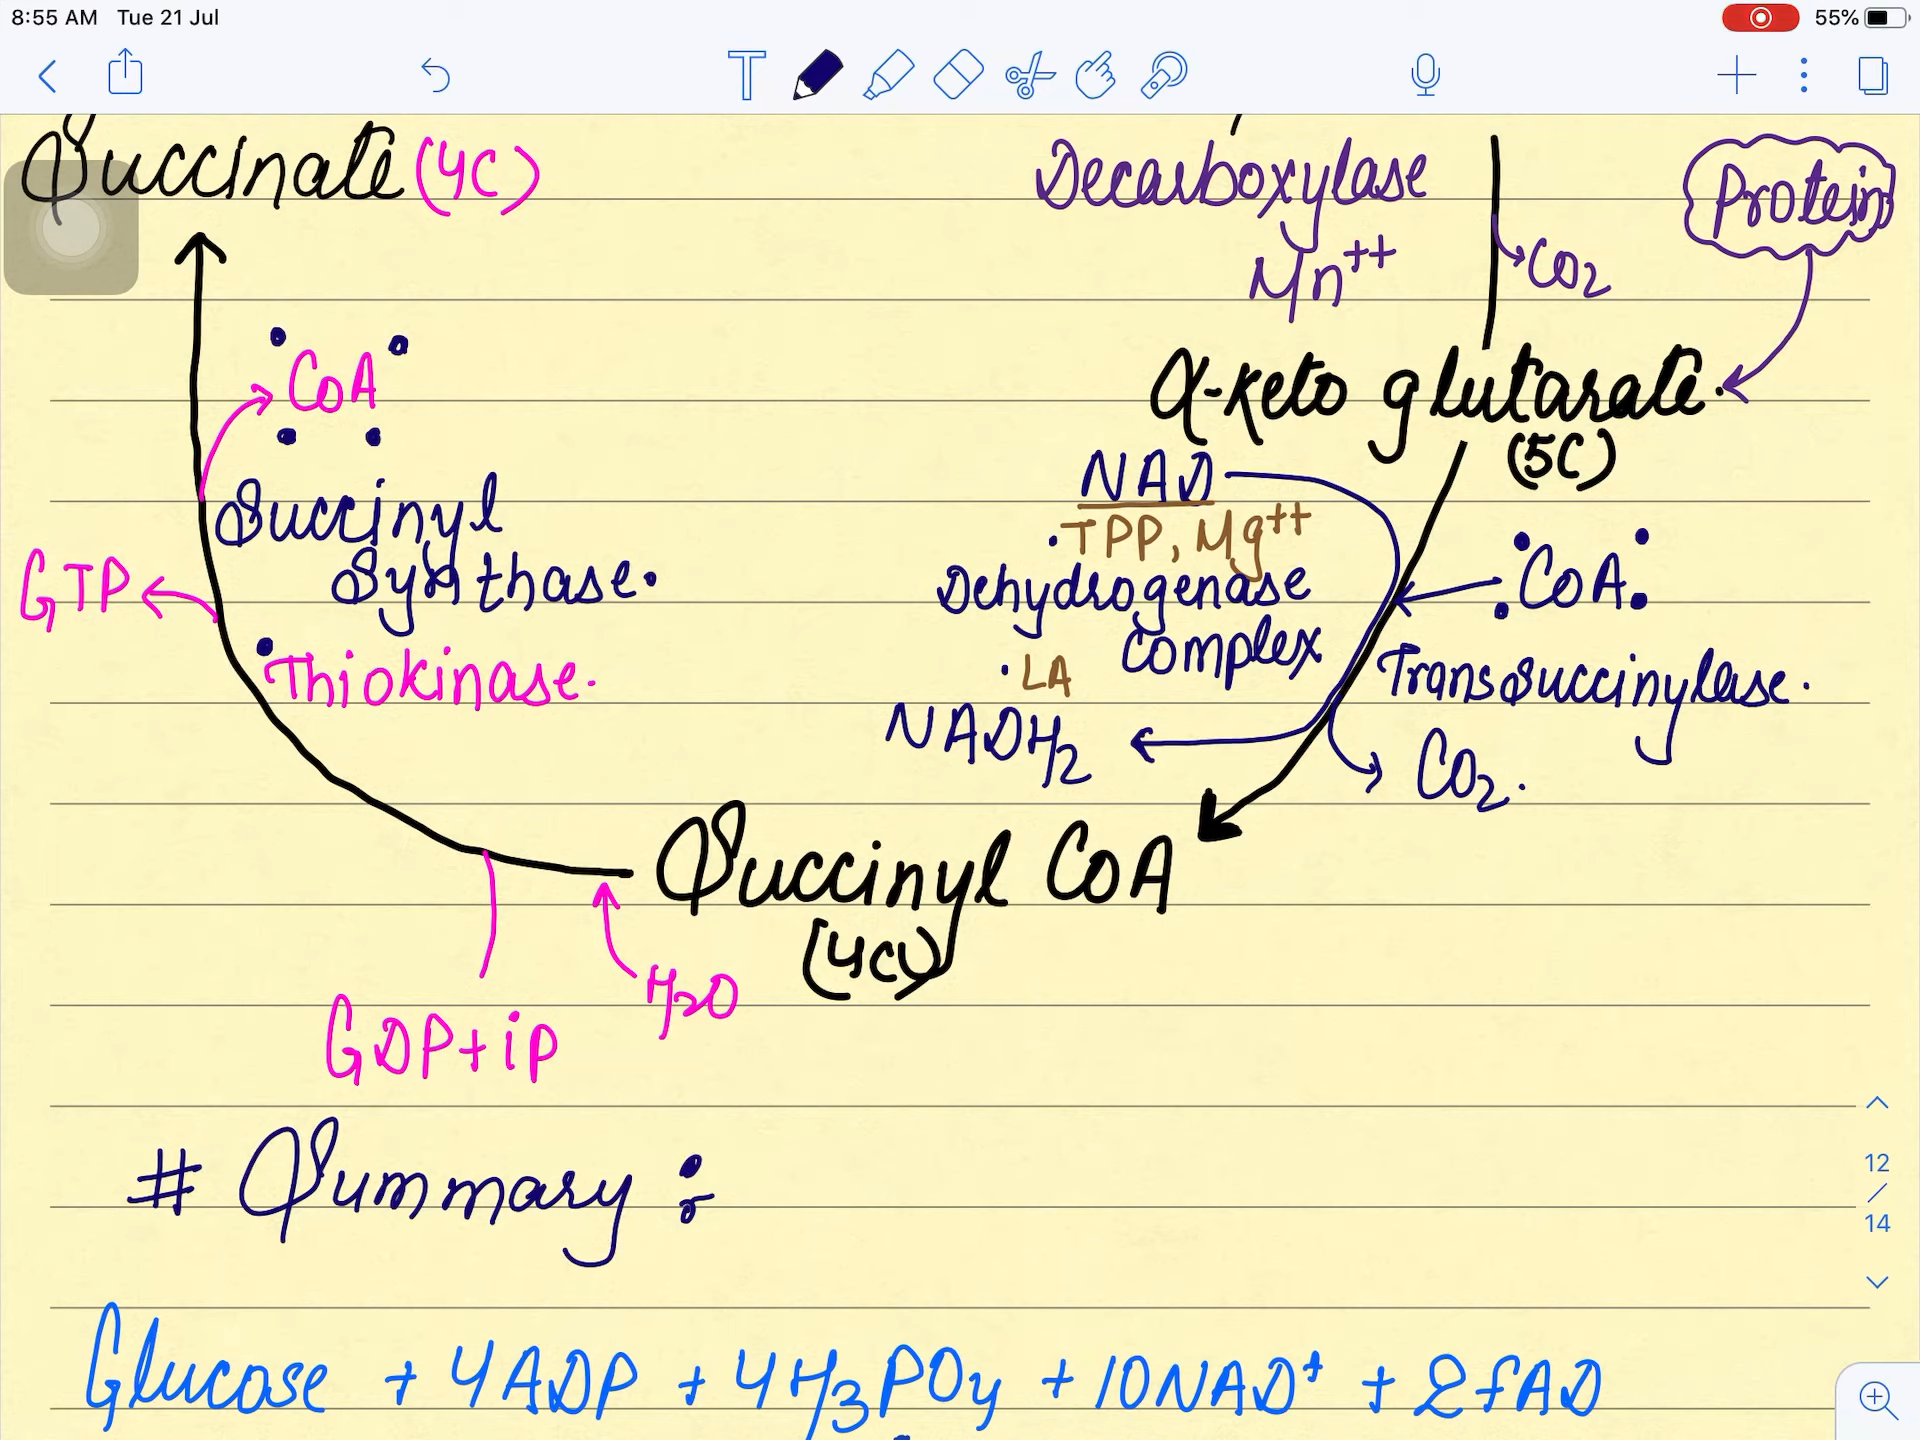 8:55 AM Tue 21 Jul
55%
T
Succinate (4C)
Decarboxylase
Mn++
CO2
Protein
CoA
α-keto glutarate
(5C)
NAD
TPP, Mg++
Succinyl
Synthase
GTP
Dehydrogenase
complex
CoA
Thiokinase
LA
Transsuccinylase
NADH2
CO2
Succinyl CoA
(4C)
H2O
GDP+ip
# Summary :
12
/
14
Glucose + 4ADP + 4H3PO4 + 10NAD+ + 2FAD